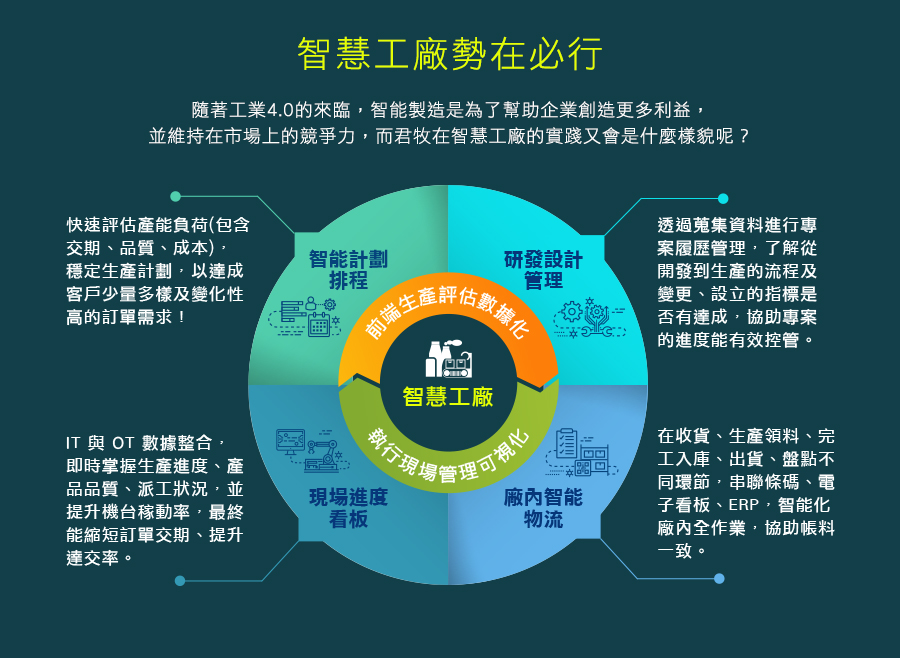 智慧工廠勢在必行
隨著工業4.0的來臨，智能製造是為了幫助企業創造更多利益，
並維持在市場上的競爭力，而君牧在智慧工廠的實踐又會是什麼樣貌呢？
快速評估產能負荷(包含
交期、品質、成本)，
穩定生產計劃，以達成
客戶少量多樣及變化性
高的訂單需求！
智能計劃
排程
研發設計
管理
透過蒐集資料進行專
案履歷管理，了解從
開發到生產的流程及
變更、設立的指標是
否有達成，協助專案
的進度能有效控管。
前端生產評估數據化
智慧工廠
執行現場管理可視化
IT 與 OT 數據整合，
即時掌握生產進度、產
品品質、派工狀況，並
提升機台稼動率，最終
能縮短訂單交期、提升
達交率。
現場進度
看板
廠內智能
物流
在收貨、生產領料、完
工入庫、出貨、盤點不
同環節，串聯條碼、電
子看板、ERP，智能化
廠內全作業，協助帳料
一致。